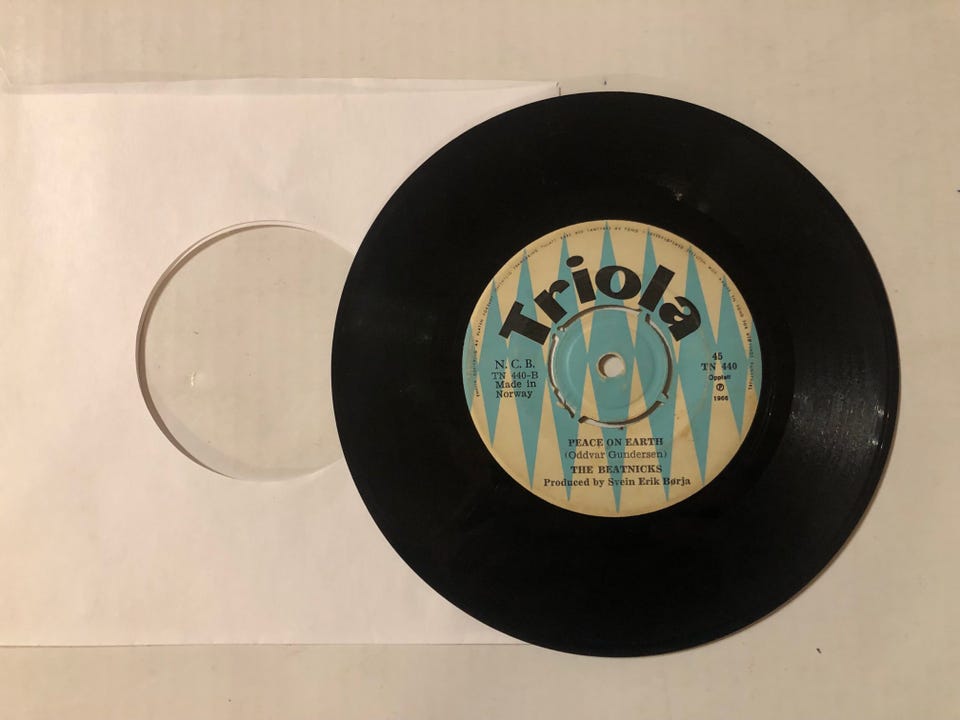 Triola
N. C. B.
TN 440-B
Made in
Norway
45
TN 440
Opptatt
Ⓟ
1966
PEACE ON EARTH
(Oddvar Gundersen)
THE BEATNICKS
Produced by Svein Erik Børja